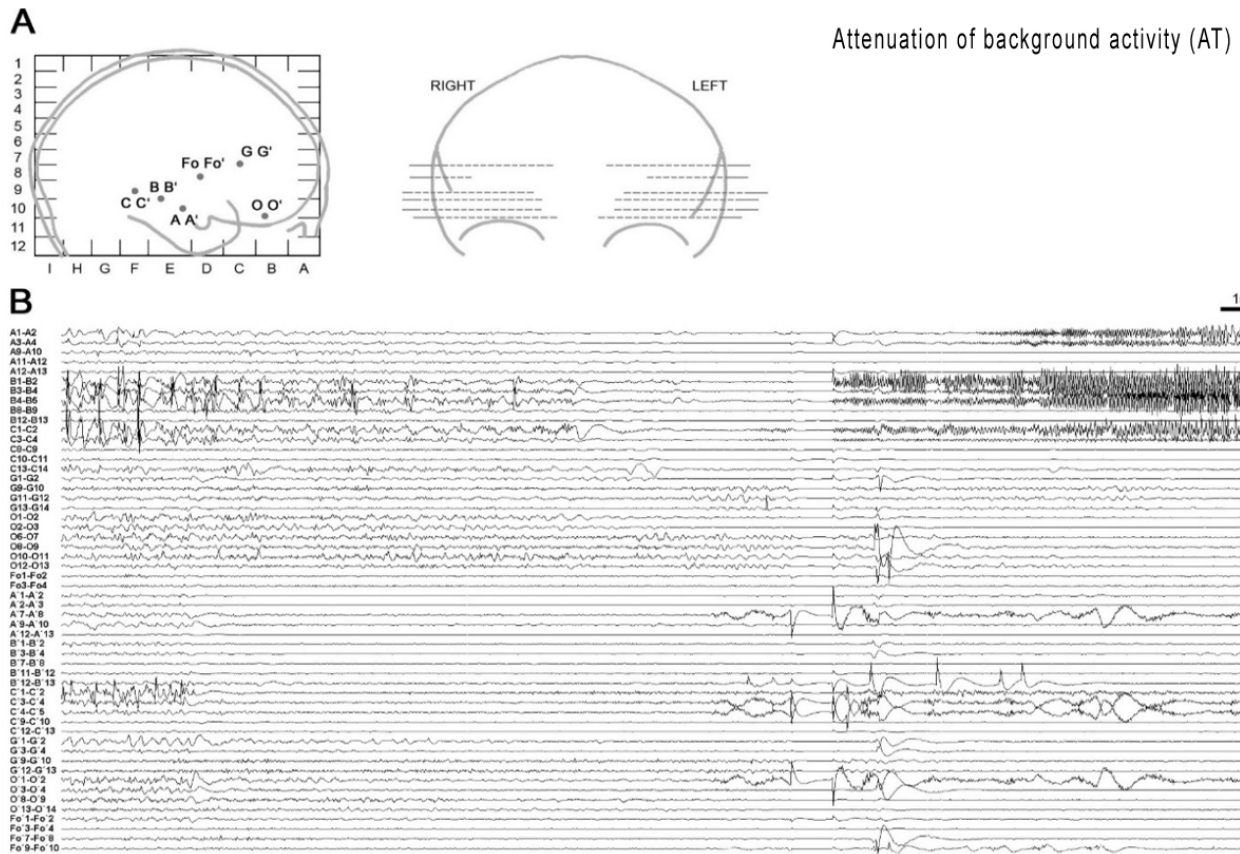 A
Attenuation of background activity (AT)
1
2
3
4
5
6
7
8
9
10
11
12
G G'
Fo Fo'
B B'
C C'
A A'
O O'
I H G F E D C B A
RIGHT
LEFT
B
A1-A2
A3-A4
A9-A10
A11-A12
A12-A13
B1-B2
B3-B4
B4-B6
B8-B9
B12-B13
C1-C2
C3-C4
C8-C9
C10-C11
C13-C14
G1-G2
G9-G10
G11-G12
G13-G14
O1-O2
O2-O3
O6-O7
O8-O9
O10-O11
O12-O13
Fo1-Fo2
Fo3-Fo4
A´1-A´2
A´2-A´3
A´7-A´8
A´9-A´10
A´12-A´13
B´1-B´2
B´3-B´4
B´7-B´8
B´11-B´12
B´12-B´13
C´1-C´2
C´3-C´4
C´4-C´5
C´9-C´10
C´12-C´13
G´1-G´2
G´3-G´4
G´9-G´10
G´12-G´13
O´1-O´2
O´3-O´4
O´8-O´9
O´13-O´14
Fo´1-Fo´2
Fo´3-Fo´4
Fo´7-Fo´8
Fo´9-Fo´10